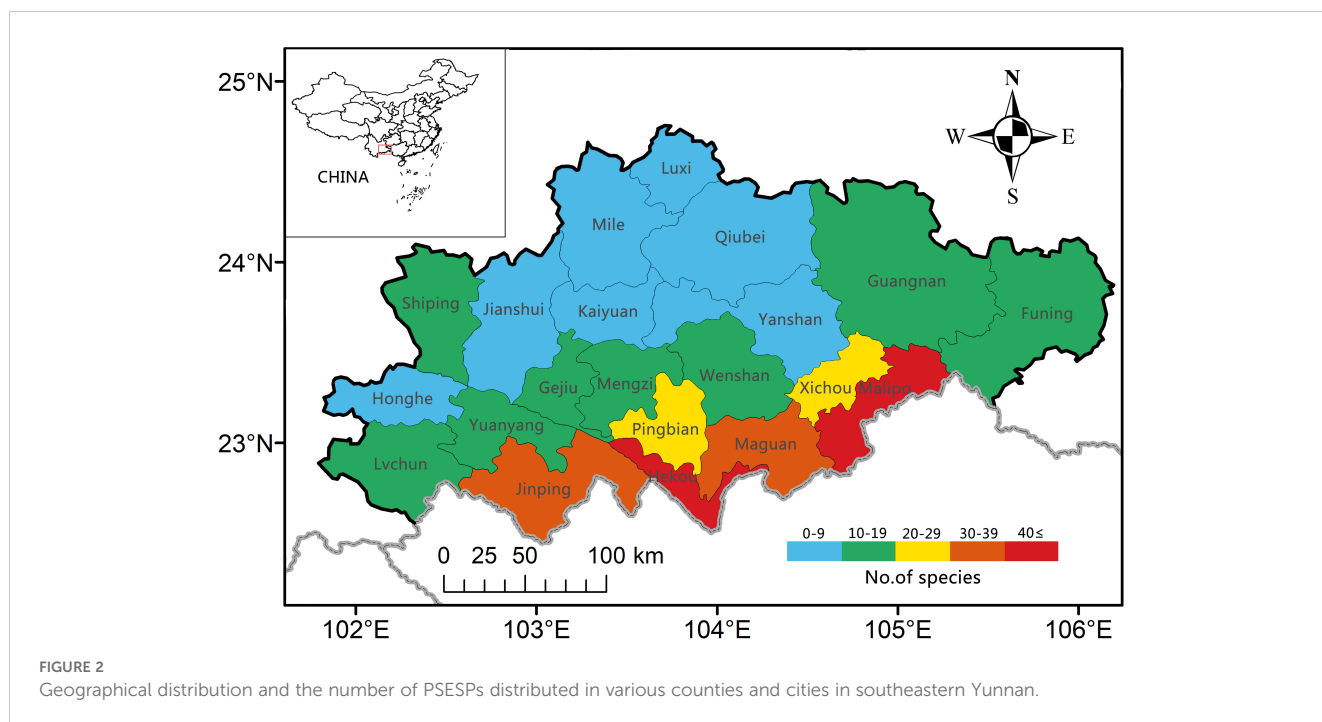 25°N
24°N
23°N
102°E 103°E 104°E 105°E 106°E
CHINA
N
W E
S
Luxi
Mile
Qiubei
Guangnan
Shiping
Jianshui
Kaiyuan
Yanshan
Funing
Gejiu
Mengzi
Wenshan
Xichou
Malipo
Honghe
Yuanyang
Pingbian
Maguan
Lvchun
Jinping
Hekou
0 25 50 100 km
0-9 10-19 20-29 30-39 40≤
No.of species
FIGURE 2
Geographical distribution and the number of PSESPs distributed in various counties and cities in southeastern Yunnan.